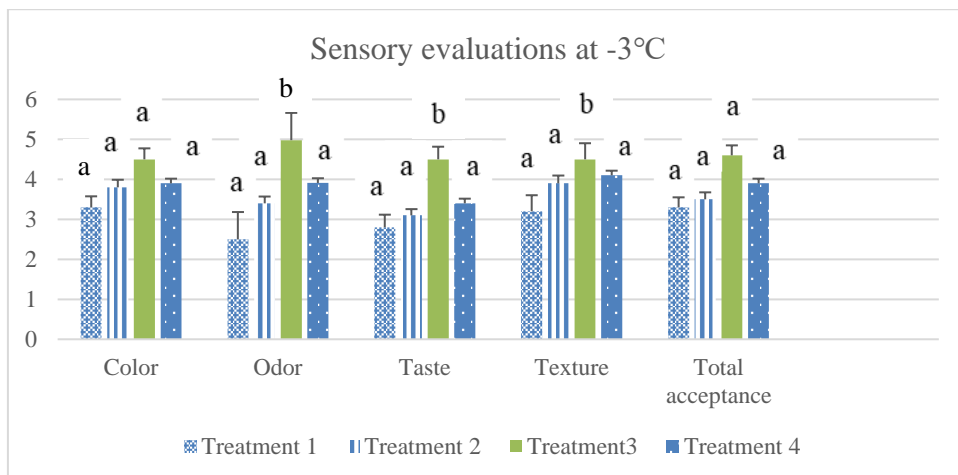 Sensory evaluations at -3°C
6
5
4
3
2
1
0
a a a a
a a b a
a a b a
a a b a
a a a a
Color Odor Taste Texture Total acceptance
Treatment 1 Treatment 2 Treatment3 Treatment 4